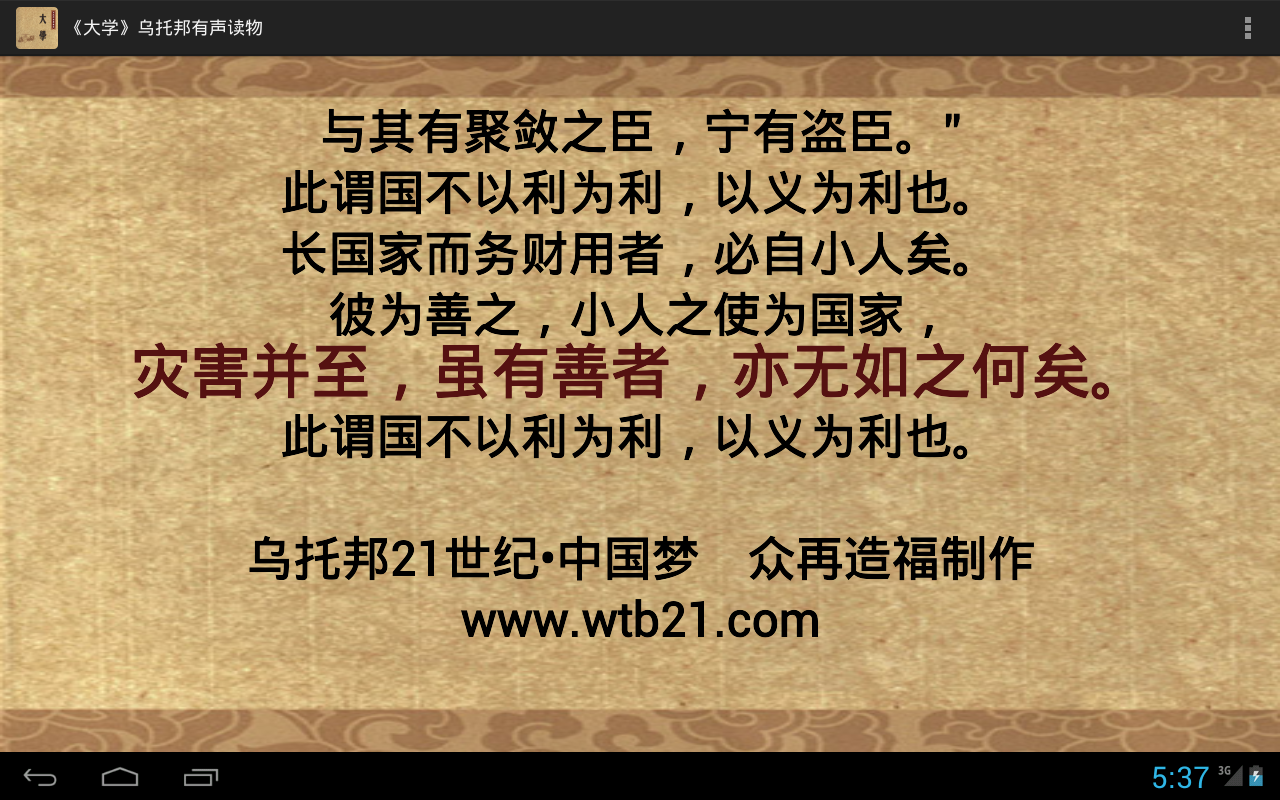 《大学》乌托邦有声读物
与其有聚敛之臣，宁有盗臣。"
此谓国不以利为利，以义为利也。
长国家而务财用者，必自小人矣。
彼为善之，小人之使为国家，
灾害并至，虽有善者，亦无如之何矣。
此谓国不以利为利，以义为利也。
乌托邦21世纪•中国梦　众再造福制作
www.wtb21.com
5:37 3G